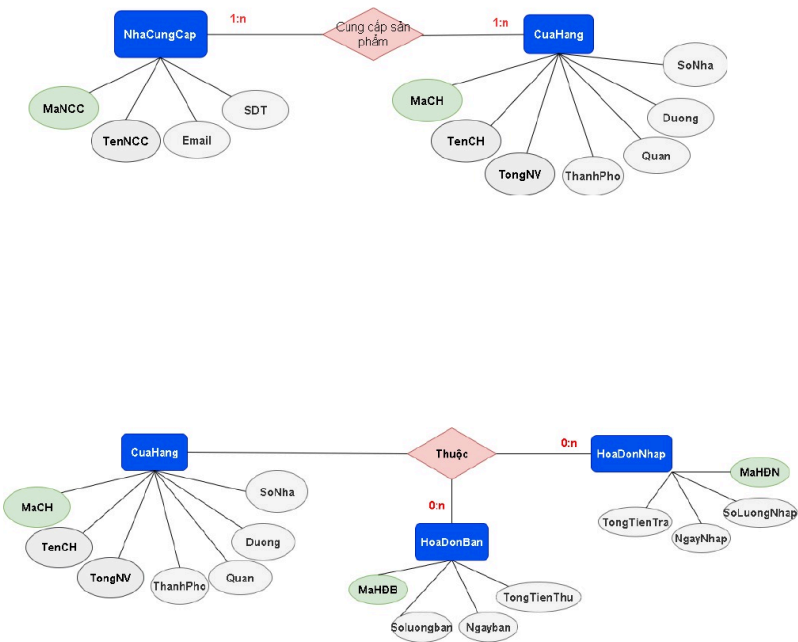 1:n
Cung cấp sản
phẩm
1:n
NhaCungCap
CuaHang
MaNCC
TenNCC
Email
SDT
MaCH
TenCH
TongNV
ThanhPho
Quan
Duong
SoNha
CuaHang
Thuộc
0:n
HoaDonNhap
0:n
HoaDonBan
MaCH
TenCH
TongNV
ThanhPho
Quan
Duong
SoNha
MaHĐB
Soluongban
Ngayban
TongTienThu
TongTienTra
NgayNhap
SoLuongNhap
MaHĐN